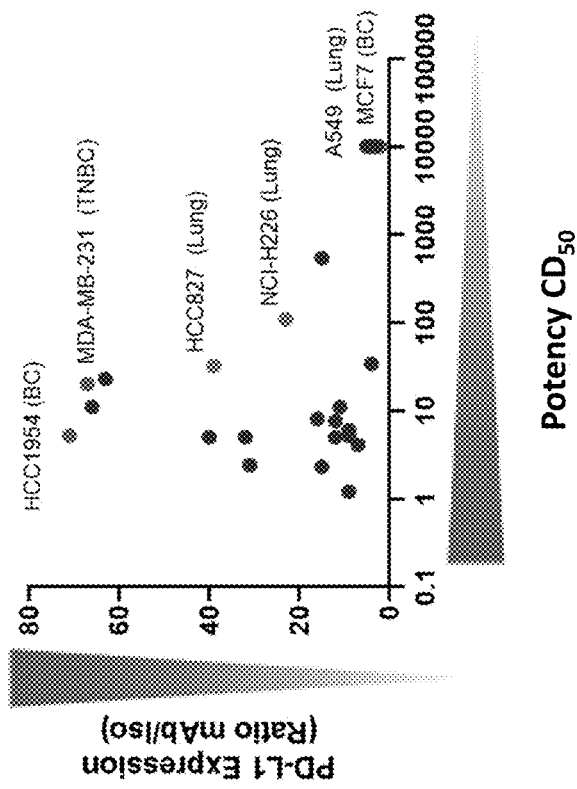 PD-L1 Expression
(Ratio mAb/Iso)
80
60
40
20
0
HCC1954 (BC)
MDA-MB-231 (TNBC)
HCC827 (Lung)
NCI-H226 (Lung)
A549 (Lung)
MCF7 (BC)
0.1 1 10 100 1000 10000 100000
Potency CD50